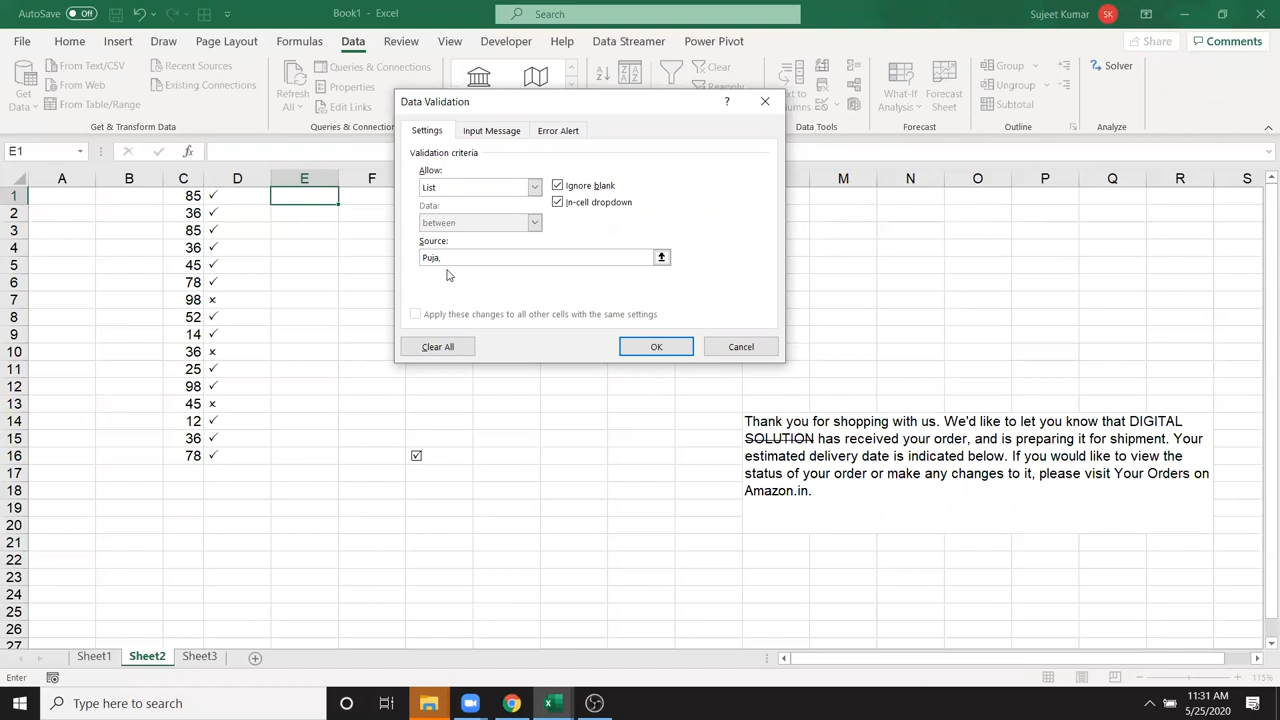 AutoSave Off Book1 - Excel Search Sujeet Kumar SK
File Home Insert Draw Page Layout Formulas Data Review View Developer Help Data Streamer Power Pivot Share Comments
Get Data
From Text/CSV
From Web
From Table/Range
Recent Sources
Existing Connections
Get & Transform Data
Refresh All
Queries & Connections
Properties
Edit Links
Queries & Connection
Clear
Reapply
Columns
Data Tools
What-If Analysis
Forecast Sheet
Forecast
Group
Ungroup
Subtotal
Outline
Solver
Analyze
Data Validation ?
Settings Input Message Error Alert
Validation criteria
Allow:
List Ignore blank
Data: In-cell dropdown
between
Source:
Puja,
Apply these changes to all other cells with the same settings
Clear All OK Cancel
E1 fx
A B C D E F M N O P Q R S
1 85 ✓
2 36 ✓
3 85 ✓
4 36 ✓
5 45 ✓
6 78 ✓
7 98 ×
8 52 ✓
9 14 ✓
10 36 ×
11 25 ✓
12 98 ✓
13 45 ×
14 12 ✓
15 36 ✓
16 78 ✓
17
18
19
20
21
22
23
24
25
26
27
Thank you for shopping with us. We'd like to let you know that DIGITAL
SOLUTION has received your order, and is preparing it for shipment. Your
estimated delivery date is indicated below. If you would like to view the
status of your order or make any changes to it, please visit Your Orders on
Amazon.in.
Sheet1 Sheet2 Sheet3
Enter 115%
Type here to search
11:31 AM
5/25/2020